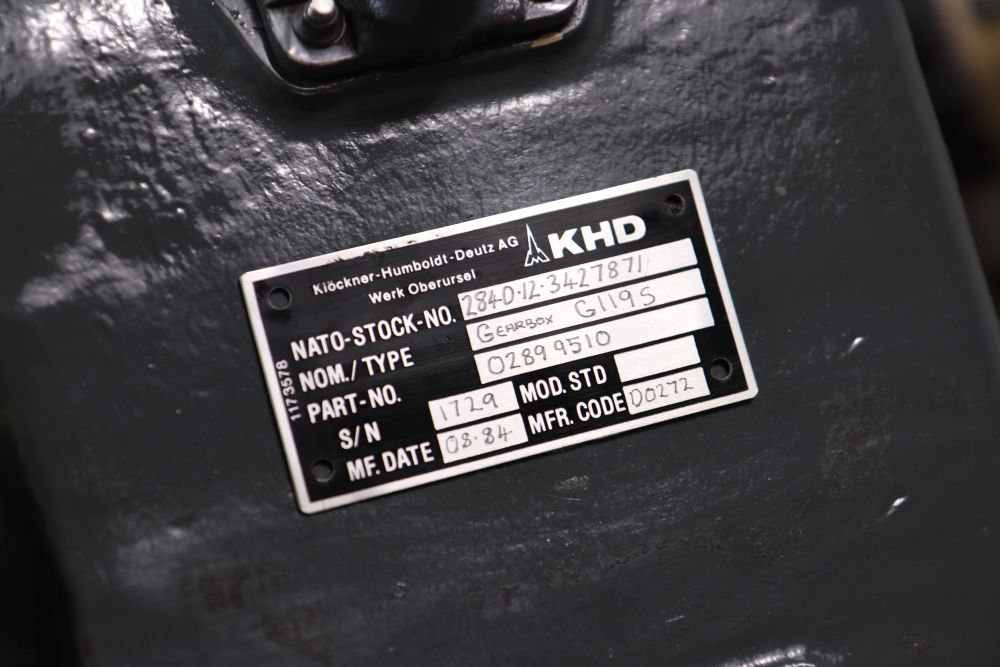 Klöckner-Humboldt-Deutz AG KHD
Werk Oberursel
NATO-STOCK-NO. 2840-12-3427871/
NOM./TYPE GEARBOX G119S
PART-NO. 02899510
S/N 1729 MOD. STD
MF. DATE 08.84 MFR. CODE D0272
1173578